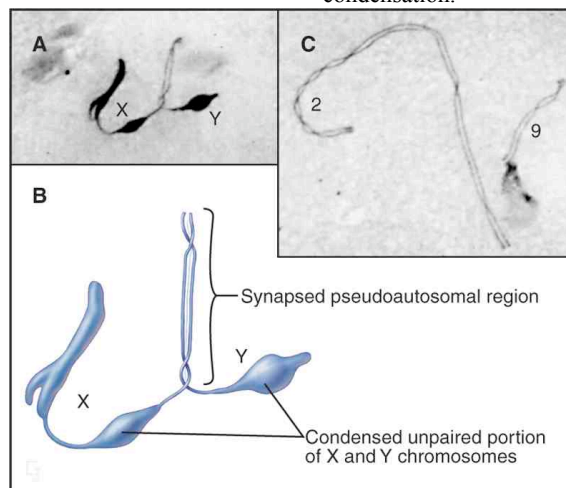 condensation.
A
X
Y
C
2
9
B
Synapsed pseudoautosomal region
Y
X
Condensed unpaired portion
of X and Y chromosomes